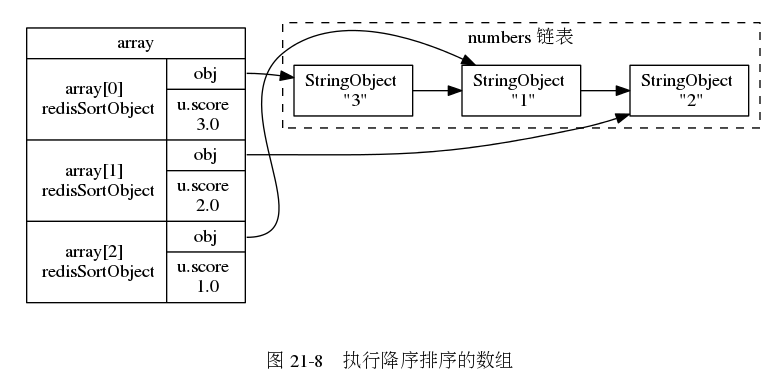 array
array[0]
redisSortObject
obj
u.score
3.0
array[1]
redisSortObject
obj
u.score
2.0
array[2]
redisSortObject
obj
u.score
1.0
numbers 链表
StringObject
"3"
StringObject
"1"
StringObject
"2"
图 21-8 执行降序排序的数组